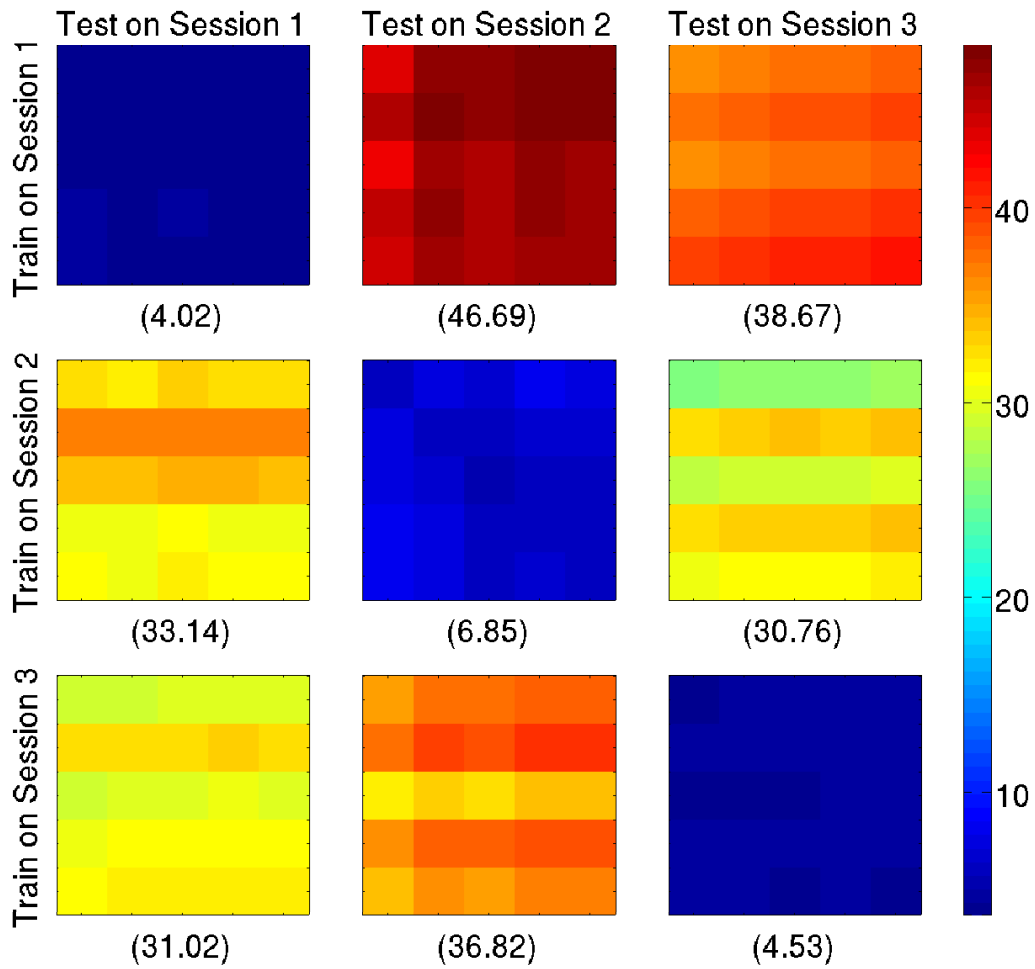 Test on Session 1
Test on Session 2
Test on Session 3
Train on Session 1
(4.02)
(46.69)
(38.67)
Train on Session 2
(33.14)
(6.85)
(30.76)
Train on Session 3
(31.02)
(36.82)
(4.53)
40
30
20
10